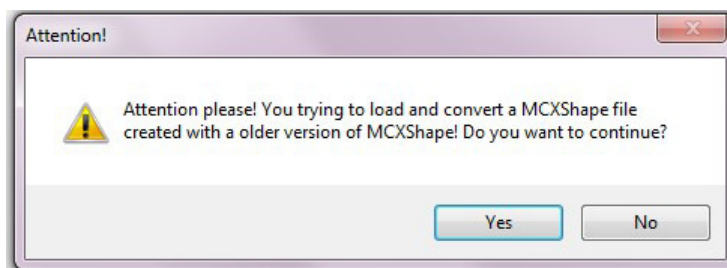 Attention!
Attention please! You trying to load and convert a MCXShape file
created with a older version of MCXShape! Do you want to continue?
Yes No